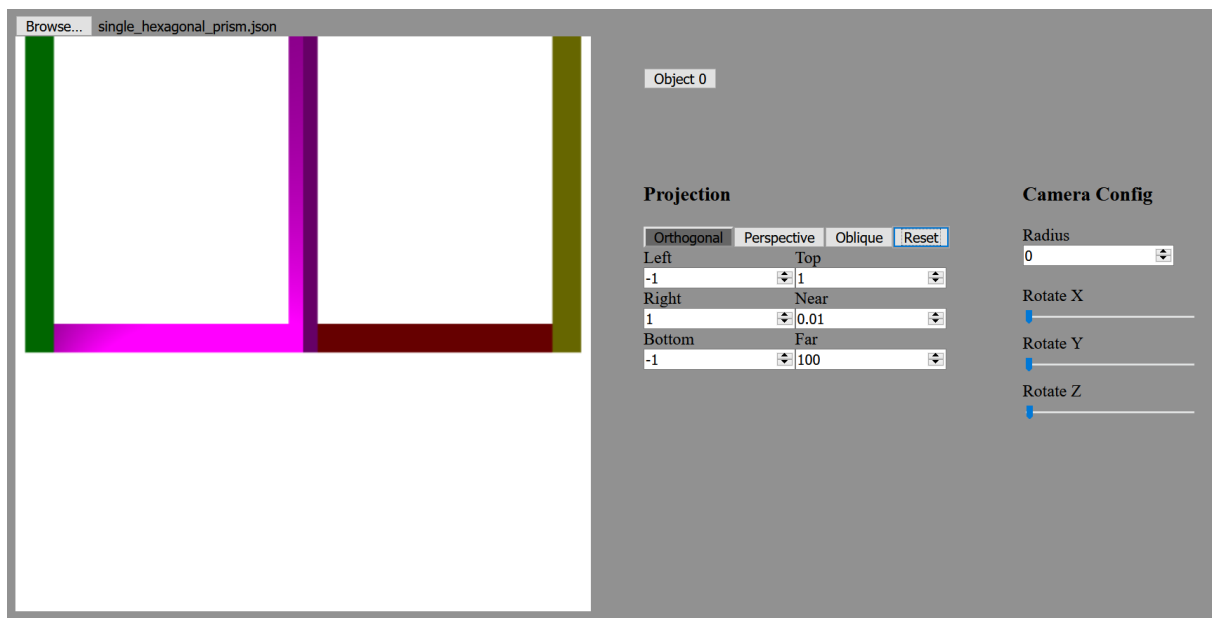 Browse... single_hexagonal_prism.json
Object 0
Projection
Orthogonal Perspective Oblique Reset
Left Top
-1 1
Right Near
1 0.01
Bottom Far
-1 100
Camera Config
Radius
0
Rotate X
Rotate Y
Rotate Z